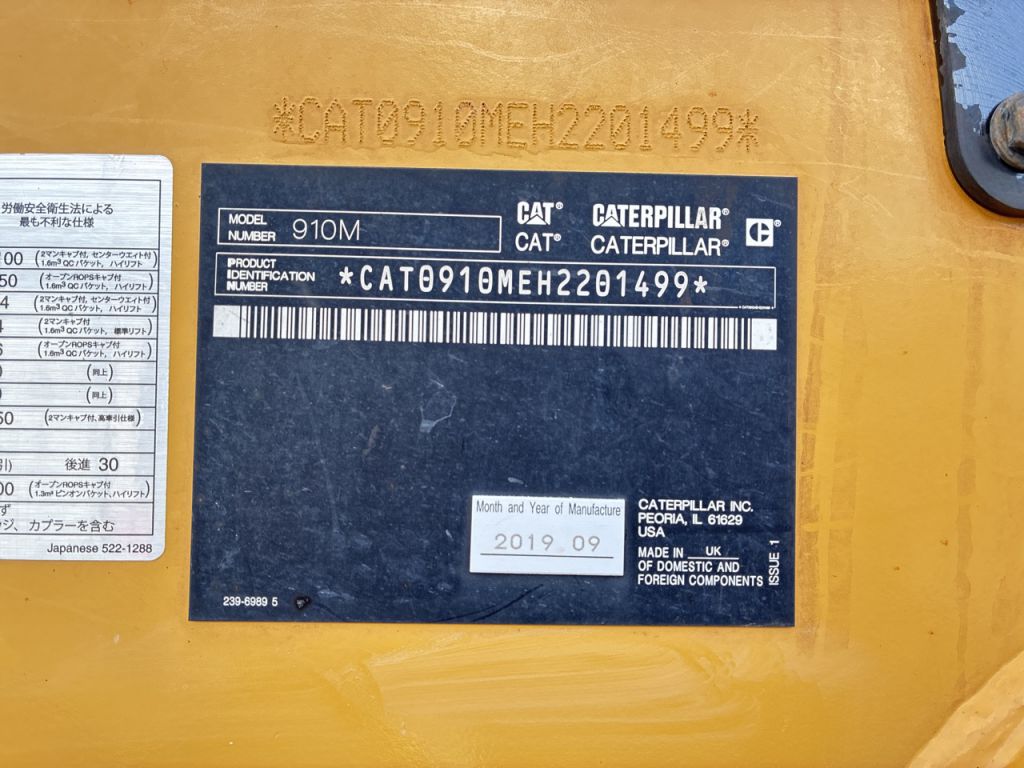 *CAT0910MEH2201499*
労働安全衛生法による
最も不利な仕様
00 (2マンキャブ付, センターウエイト付)
1.6m³ QC バケット, ハイリフト
50 (オープンROPSキャブ付)
1.6m³ QC バケット, ハイリフト
4 (2マンキャブ付, センターウエイト付)
1.6m³ QC バケット, ハイリフト
4 (2マンキャブ付)
1.6m³ QC バケット, 標準リフト
(オープンROPSキャブ付)
1.6m³ QC バケット, ハイリフト
(同上)
(同上)
50 (2マンキャブ付、高牽引仕様)
引) 後進 30
00 (オープンROPSキャブ付)
1.3m³ ピンオンバケット, ハイリフト
ず
ッジ、カプラーを含む
Japanese 522-1288
MODEL
NUMBER 910M
CAT® CATERPILLAR®
CAT® CATERPILLAR®
PRODUCT
IDENTIFICATION
NUMBER *CAT0910MEH2201499*
Month and Year of Manufacture
2019 09
CATERPILLAR INC.
PEORIA, IL 61629
USA
MADE IN UK
OF DOMESTIC AND
FOREIGN COMPONENTS
ISSUE 1
239-6989 5